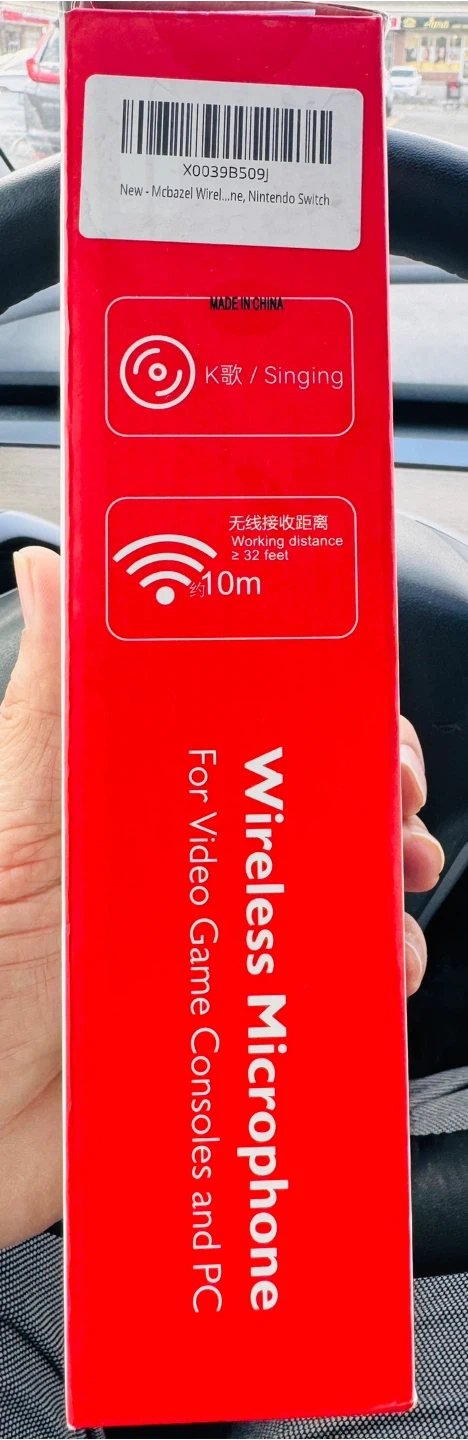 X0039B509J
New - Mcbazel Wirel...ne, Nintendo Switch
MADE IN CHINA
K歌 / Singing
无线接收距离
Working distance
≥ 32 feet
约10m
Wireless Microphone
For Video Game Consoles and PC